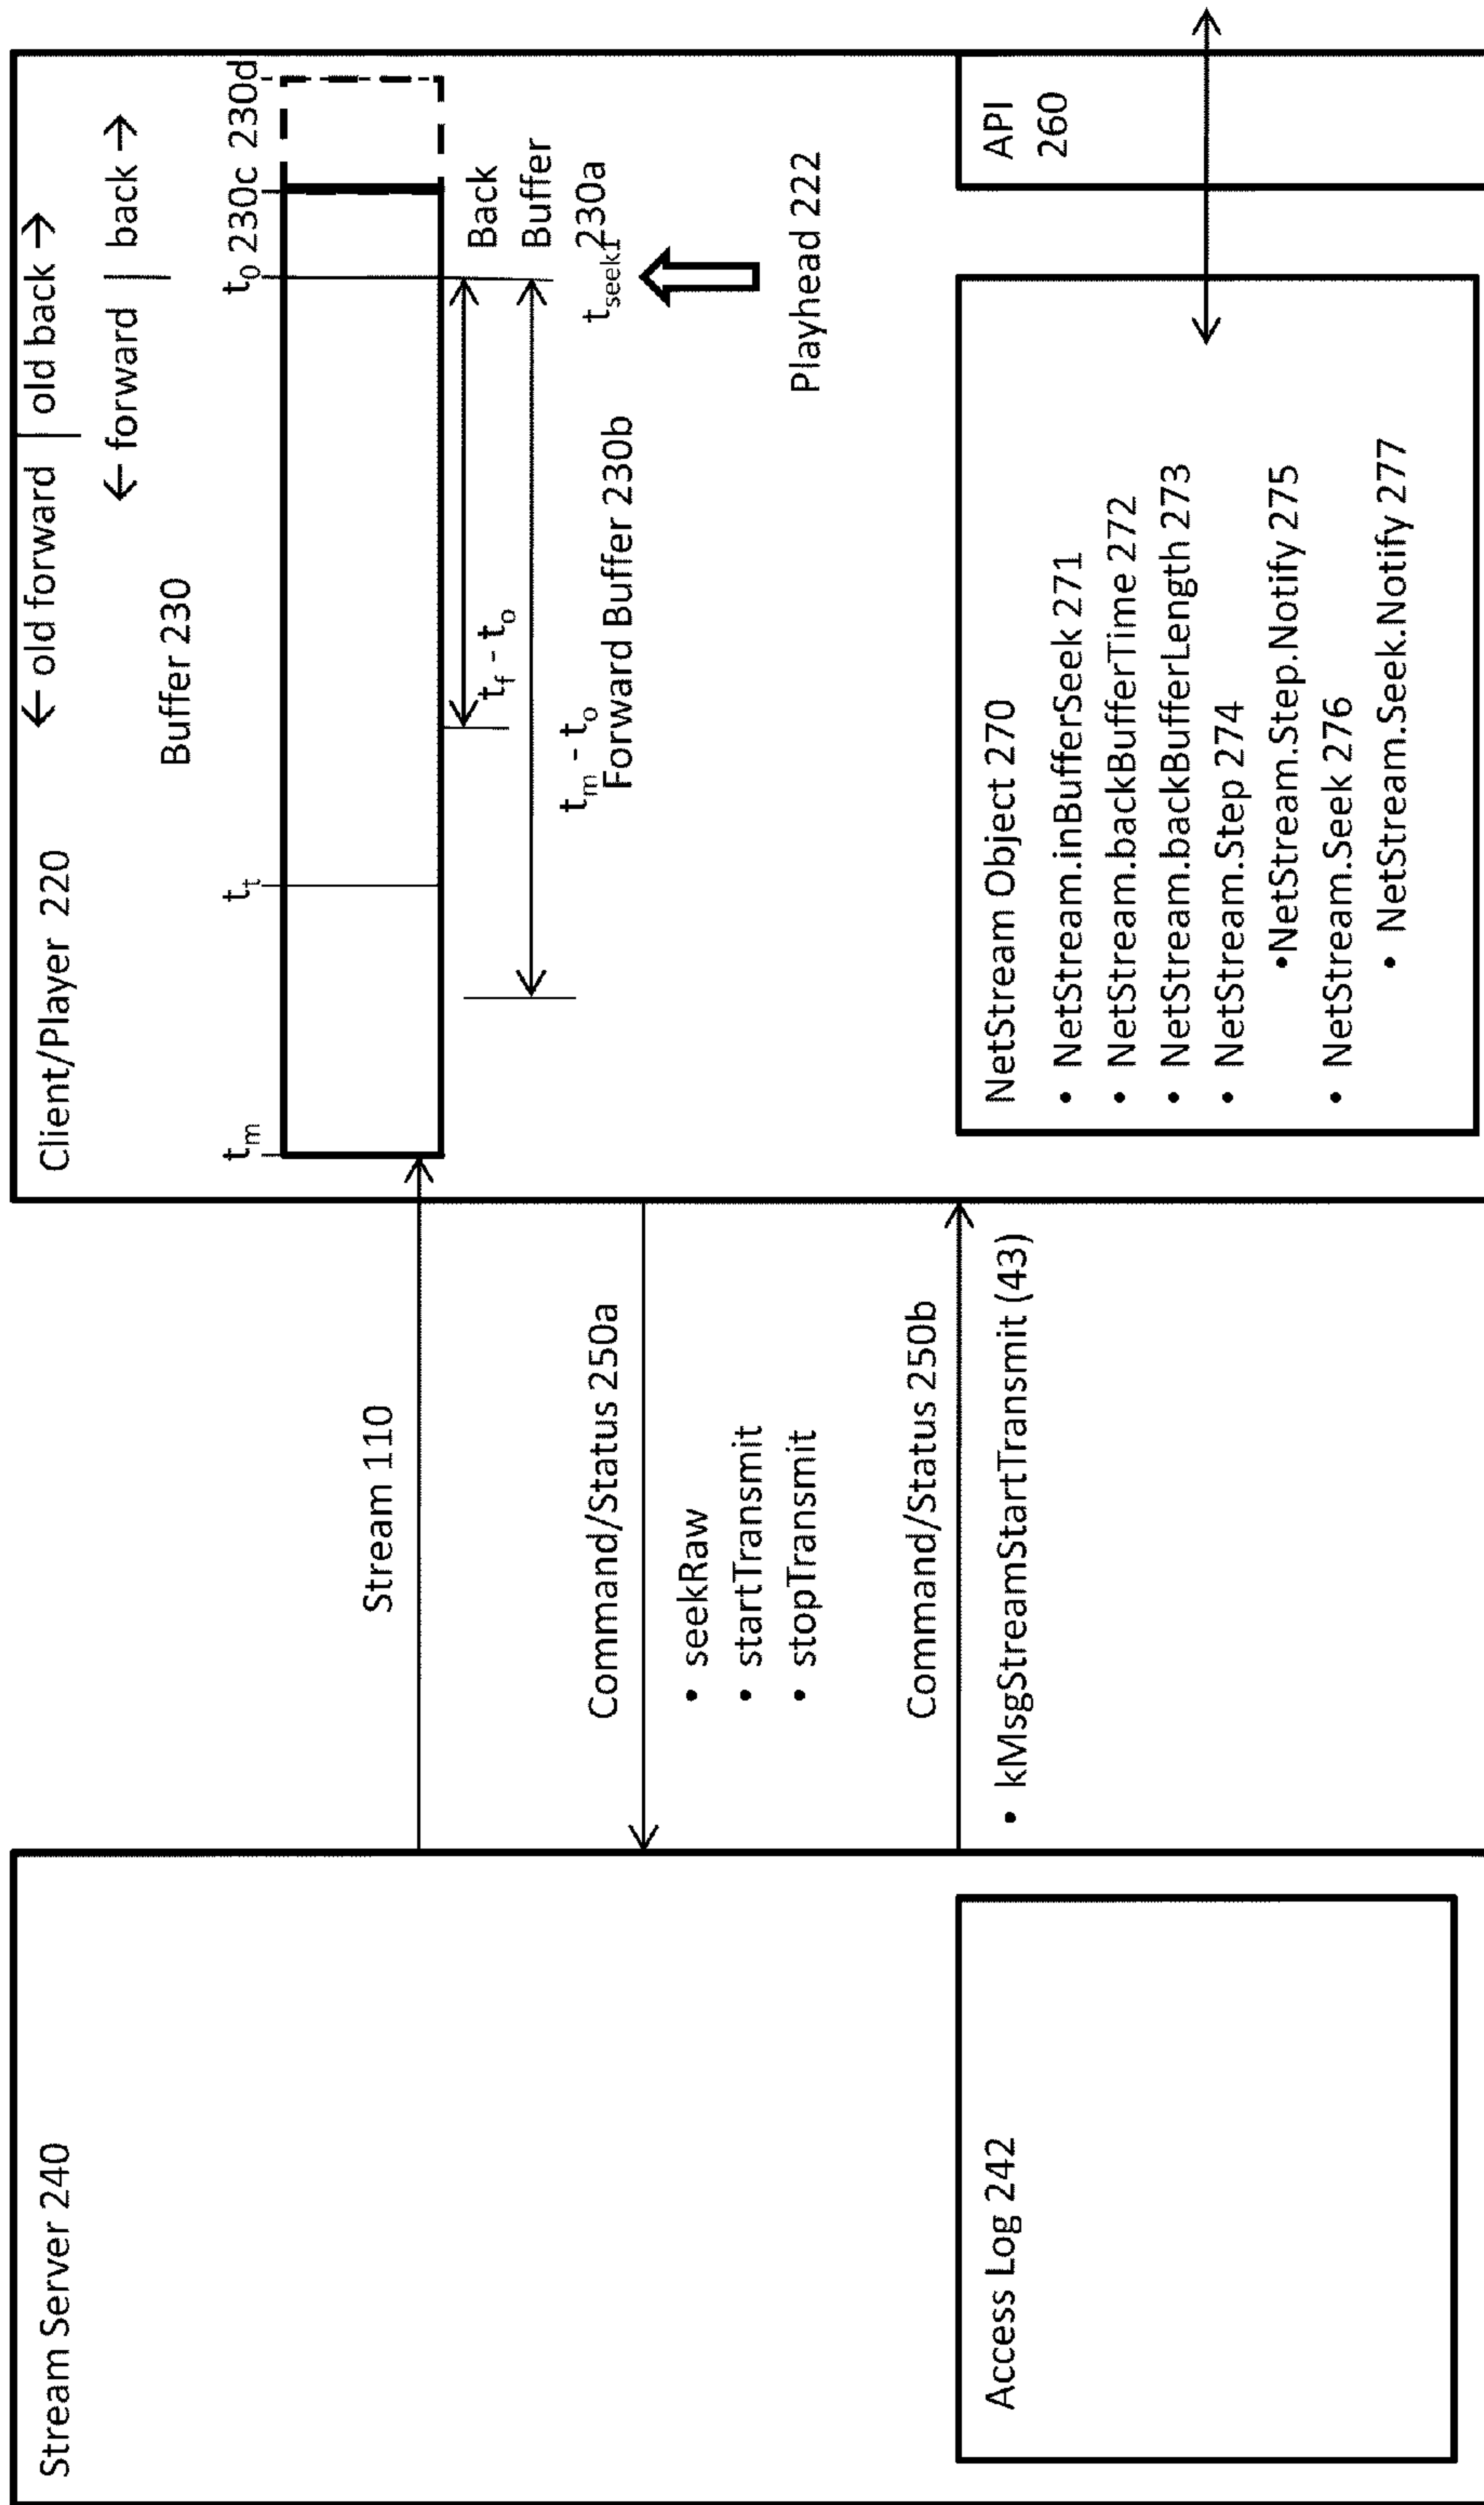 Stream Server 240
Access Log 242
Stream 110
Command/Status 250a
• seekRaw
• startTransmit
• stopTransmit
Command/Status 250b
• kMsgStreamStartTransmit (43)
Client/Player 220
← old forward | old back →
← forward | back →
Buffer 230
tm
tt
t0 230c 230d
tf - to
tm - to
Forward Buffer 230b
Back
Buffer
230a
tseek1
Playhead 222
NetStream Object 270
• NetStream.inBufferSeek 271
• NetStream.backBufferTime 272
• NetStream.backBufferLength 273
• NetStream.Step 274
•NetStream.Step.Notify 275
• NetStream.Seek 276
• NetStream.Seek.Notify 277
API
260